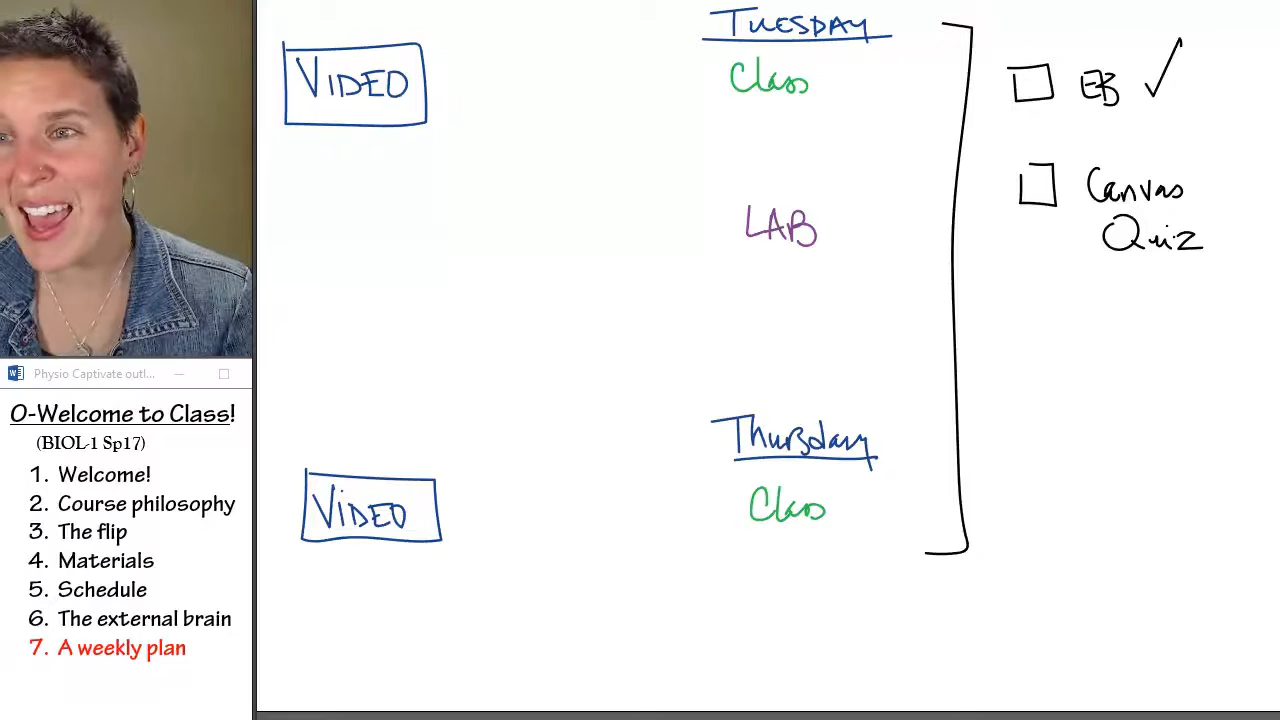 Physio Captivate outl...
0-Welcome to Class!
(BIOL-1 Sp17)
1. Welcome!
2. Course philosophy
3. The flip
4. Materials
5. Schedule
6. The external brain
7. A weekly plan
VIDEO
TUESDAY
Class
LAB
VIDEO
Thursday
Class
EB
Canvas
Quiz